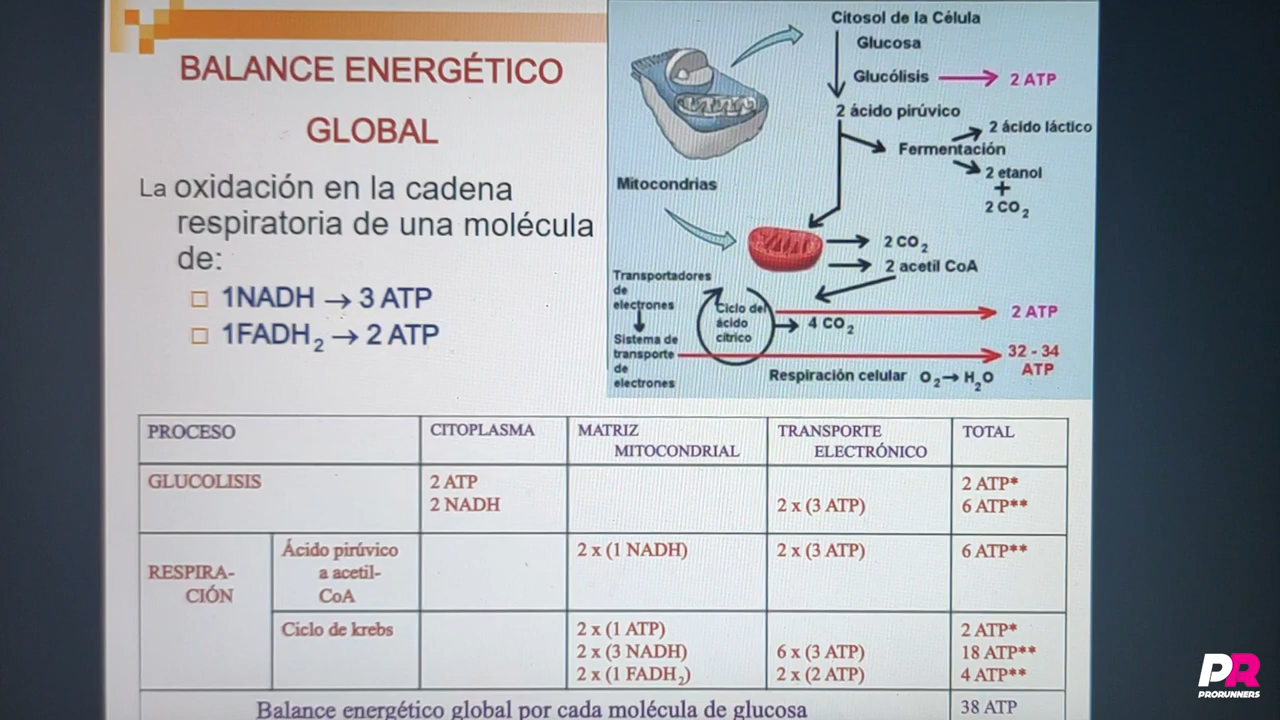 BALANCE ENERGÉTICO
GLOBAL
La oxidación en la cadena
respiratoria de una molécula
de:
1NADH → 3 ATP
1FADH2 → 2 ATP
Citosol de la Célula
Glucosa
Glucólisis
2 ATP
2 ácido pirúvico
2 ácido láctico
Fermentación
2 etanol
+
2 CO2
Mitocondrias
2 CO2
2 acetil CoA
Transportadores
de
electrones
Ciclo del
ácido
cítrico
4 CO2
2 ATP
Sistema de
transporte
de
electrones
32 - 34
ATP
Respiración celular O2→H2O
PROCESO CITOPLASMA MATRIZ MITOCONDRIAL TRANSPORTE ELECTRÓNICO TOTAL
GLUCOLISIS 2 ATP 2 ATP*
2 NADH 2 x (3 ATP) 6 ATP**
RESPIRA-
CIÓN
Ácido pirúvico 2 x (1 NADH) 2 x (3 ATP) 6 ATP**
a acetil-
CoA
Ciclo de krebs 2 x (1 ATP) 2 ATP*
2 x (3 NADH) 6 x (3 ATP) 18 ATP**
2 x (1 FADH2) 2 x (2 ATP) 4 ATP**
Balance energético global por cada molécula de glucosa 38 ATP
PR
PRORUNNERS